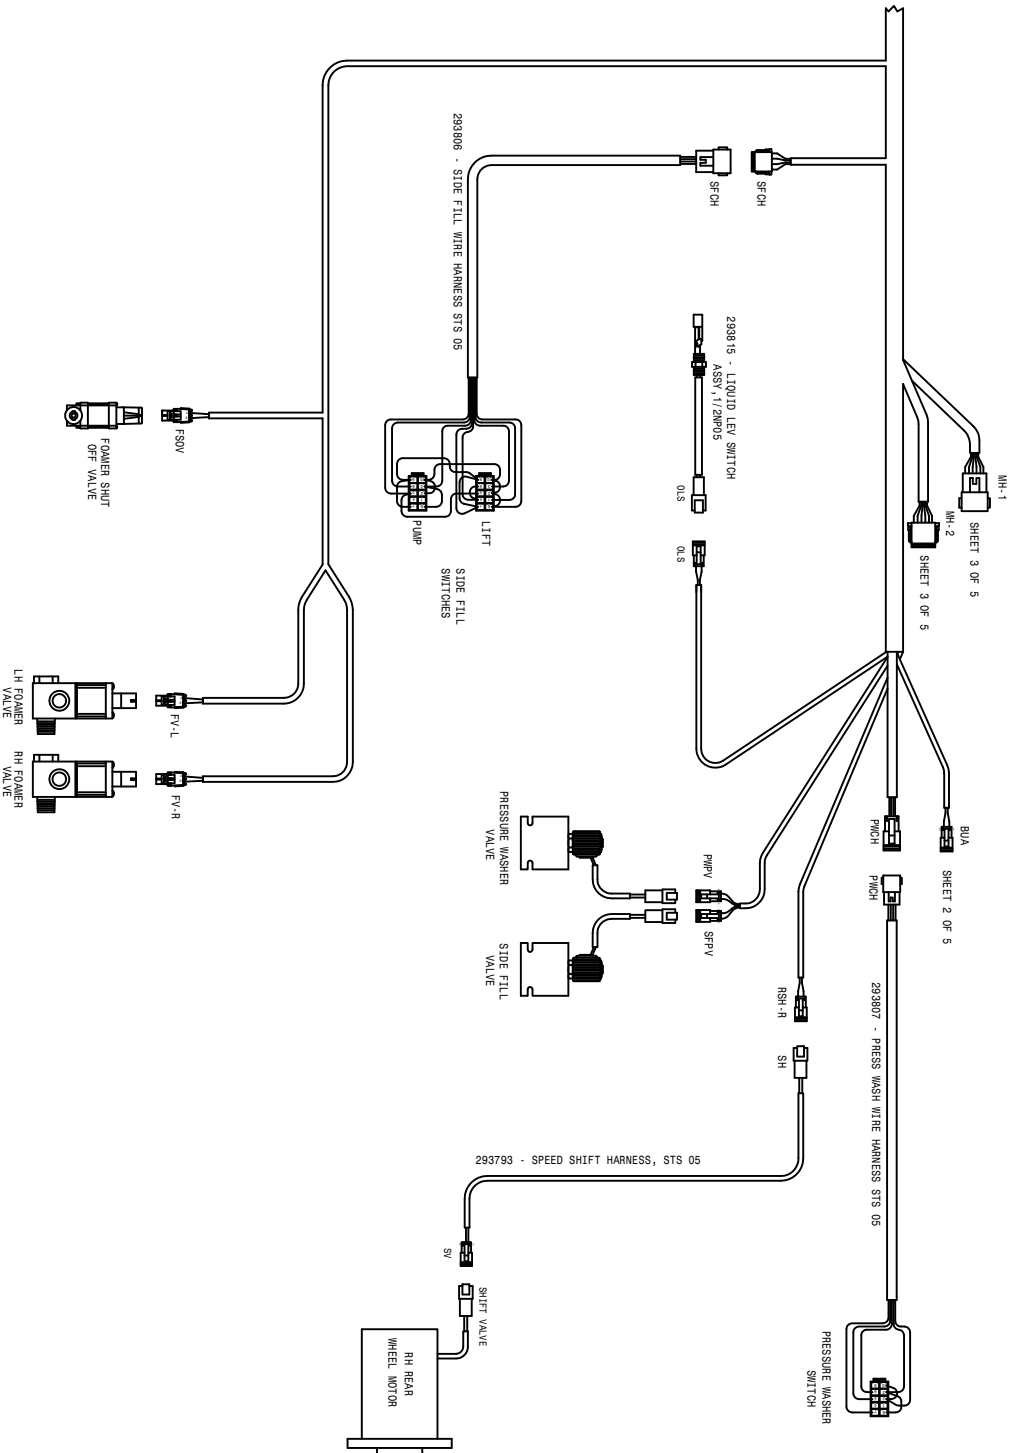 MH-1
SHEET 3 OF 5
MH-2
SHEET 3 OF 5
BUA
SHEET 2 OF 5
PWCH
PWCH
293807 - PRESS WASH WIRE HARNESS STS 05
PRESSURE WASHER
SWITCH
SFCH
SFCH
293806 - SIDE FILL WIRE HARNESS STS 05
LIFT
PUMP
SIDE FILL
SWITCHES
293815 - LIQUID LEV SWITCH
ASSY,1/2NP05
OLS
OLS
RSH-R
SH
293793 - SPEED SHIFT HARNESS, STS 05
SV
SHIFT VALVE
RH REAR
WHEEL MOTOR
PWPV
SFPV
PRESSURE WASHER
VALVE
SIDE FILL
VALVE
FSOV
FOAMER SHUT
OFF VALVE
FV-L
LH FOAMER
VALVE
FV-R
RH FOAMER
VALVE